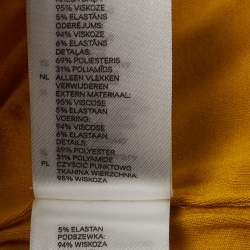 95% VISKOZE
5% ELASTĀNS
ODERĒJUMS:
94% VISKOZE
6% ELASTĀNS
DETAĻAS:
69% POLIESTERIS
31% POLIAMĪDS
NL ALLEEN VLEKKEN
VERWIJDEREN
EXTERN MATERIAAL:
95% VISCOSE
5% ELASTAAN
VOERING:
94% VISCOSE
6% ELASTAAN
DETAILS:
69% POLYESTER
31% POLYAMIDE
PL CZYŚCIĆ PUNKTOWO
TKANINA WIERZCHNIA:
95% WISKOZA
5% ELASTAN
PODSZEWKA:
94% WISKOZA